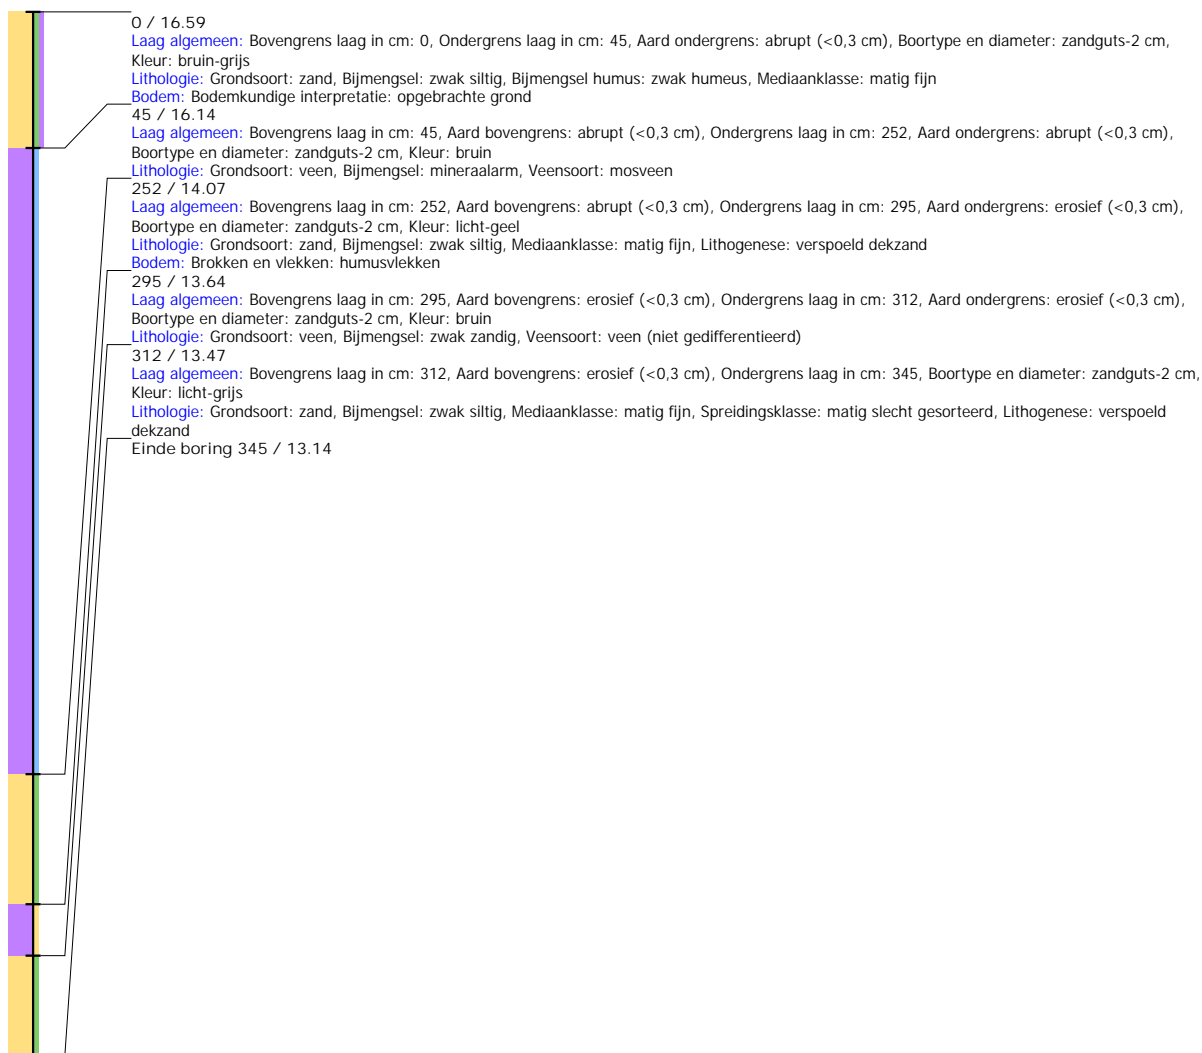 0 / 16.59
Laag algemeen: Bovengrens laag in cm: 0, Ondergrens laag in cm: 45, Aard ondergrens: abrupt (<0,3 cm), Boortype en diameter: zandguts-2 cm,
Kleur: bruin-grijs
Lithologie: Grondsoort: zand, Bijmengsel: zwak siltig, Bijmengsel humus: zwak humeus, Mediaanklasse: matig fijn
Bodem: Bodemkundige interpretatie: opgebrachte grond
45 / 16.14
Laag algemeen: Bovengrens laag in cm: 45, Aard bovengrens: abrupt (<0,3 cm), Ondergrens laag in cm: 252, Aard ondergrens: abrupt (<0,3 cm),
Boortype en diameter: zandguts-2 cm, Kleur: bruin
Lithologie: Grondsoort: veen, Bijmengsel: mineraalarm, Veensoort: mosveen
252 / 14.07
Laag algemeen: Bovengrens laag in cm: 252, Aard bovengrens: abrupt (<0,3 cm), Ondergrens laag in cm: 295, Aard ondergrens: erosief (<0,3 cm),
Boortype en diameter: zandguts-2 cm, Kleur: licht-geel
Lithologie: Grondsoort: zand, Bijmengsel: zwak siltig, Mediaanklasse: matig fijn, Lithogenese: verspoeld dekzand
Bodem: Brokken en vlekken: humusvlekken
295 / 13.64
Laag algemeen: Bovengrens laag in cm: 295, Aard bovengrens: erosief (<0,3 cm), Ondergrens laag in cm: 312, Aard ondergrens: erosief (<0,3 cm),
Boortype en diameter: zandguts-2 cm, Kleur: bruin
Lithologie: Grondsoort: veen, Bijmengsel: zwak zandig, Veensoort: veen (niet gedifferentieerd)
312 / 13.47
Laag algemeen: Bovengrens laag in cm: 312, Aard bovengrens: erosief (<0,3 cm), Ondergrens laag in cm: 345, Boortype en diameter: zandguts-2 cm,
Kleur: licht-grijs
Lithologie: Grondsoort: zand, Bijmengsel: zwak siltig, Mediaanklasse: matig fijn, Spreidingsklasse: matig slecht gesorteerd, Lithogenese: verspoeld
dekzand
Einde boring 345 / 13.14